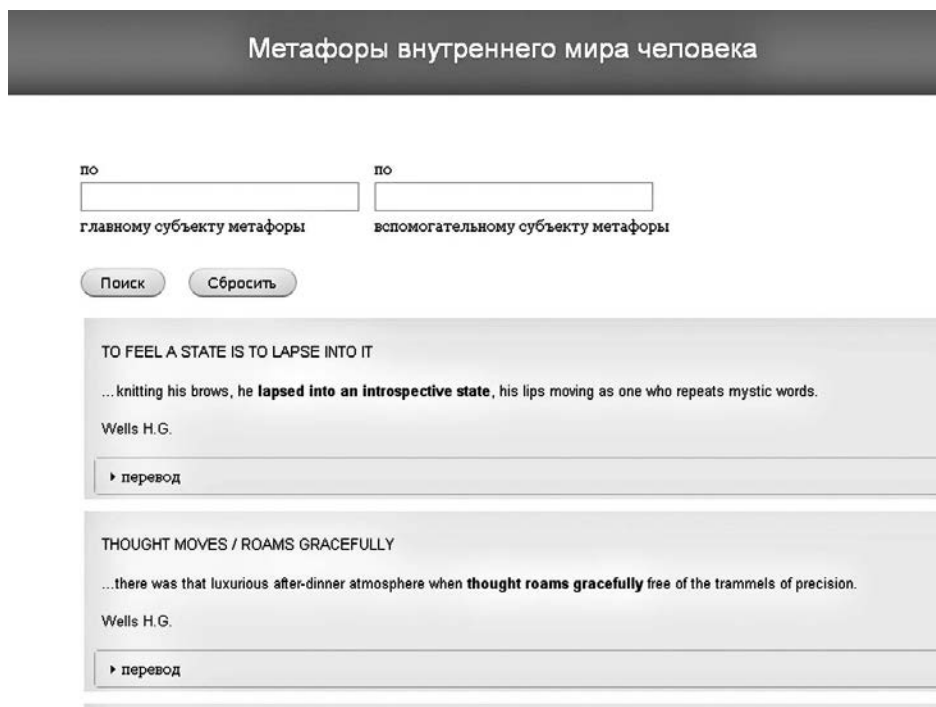 Метафоры внутреннего мира человека
по по
главному субъекту метафоры вспомогательному субъекту метафоры
Поиск Сбросить
TO FEEL A STATE IS TO LAPSE INTO IT
...knitting his brows, he lapsed into an introspective state, his lips moving as one who repeats mystic words.
Wells H.G.
перевод
THOUGHT MOVES / ROAMS GRACEFULLY
...there was that luxurious after-dinner atmosphere when thought roams gracefully free of the trammels of precision.
Wells H.G.
перевод